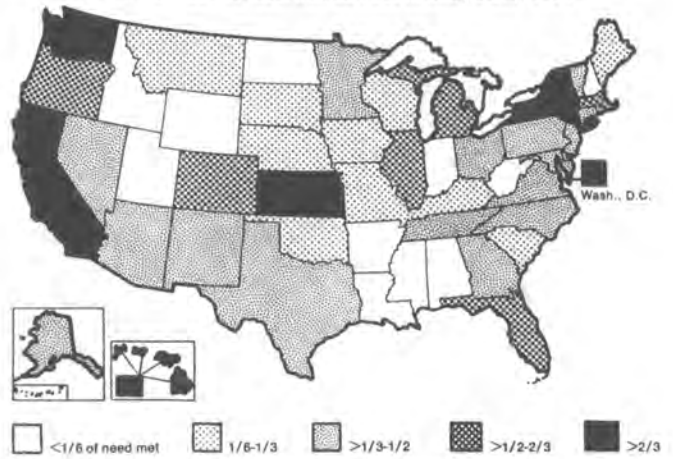 Wash., D.C.
<1/6 of need met
1/6-1/3
>1/3-1/2
>1/2-2/3
>2/3